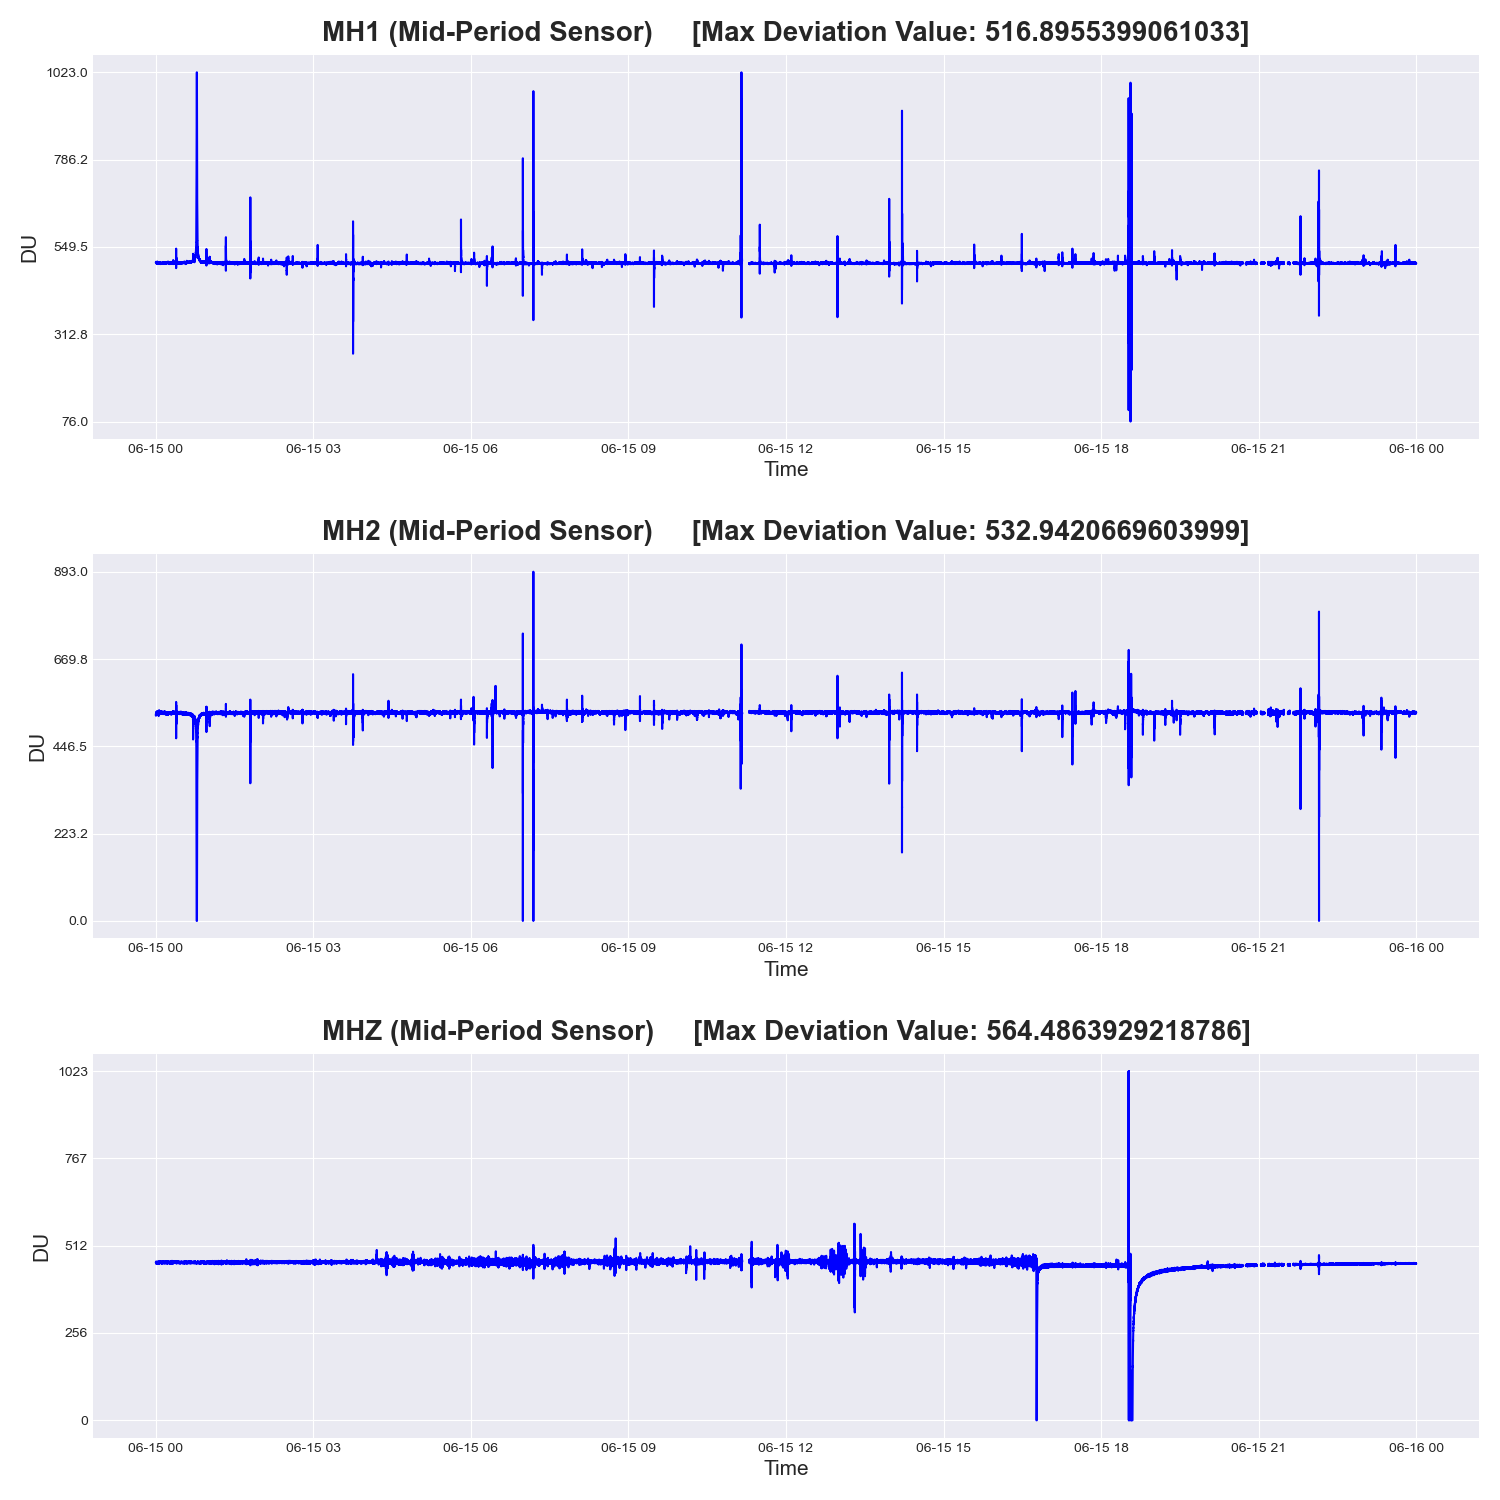 MH1 (Mid-Period Sensor) [Max Deviation Value: 516.8955399061033]
1023.0
786.2
549.5
312.8
76.0
DU
06-15 00 06-15 03 06-15 06 06-15 09 06-15 12 06-15 15 06-15 18 06-15 21 06-16 00
Time
MH2 (Mid-Period Sensor) [Max Deviation Value: 532.9420669603999]
893.0
669.8
446.5
223.2
0.0
DU
06-15 00 06-15 03 06-15 06 06-15 09 06-15 12 06-15 15 06-15 18 06-15 21 06-16 00
Time
MHZ (Mid-Period Sensor) [Max Deviation Value: 564.4863929218786]
1023
767
512
256
0
DU
06-15 00 06-15 03 06-15 06 06-15 09 06-15 12 06-15 15 06-15 18 06-15 21 06-16 00
Time